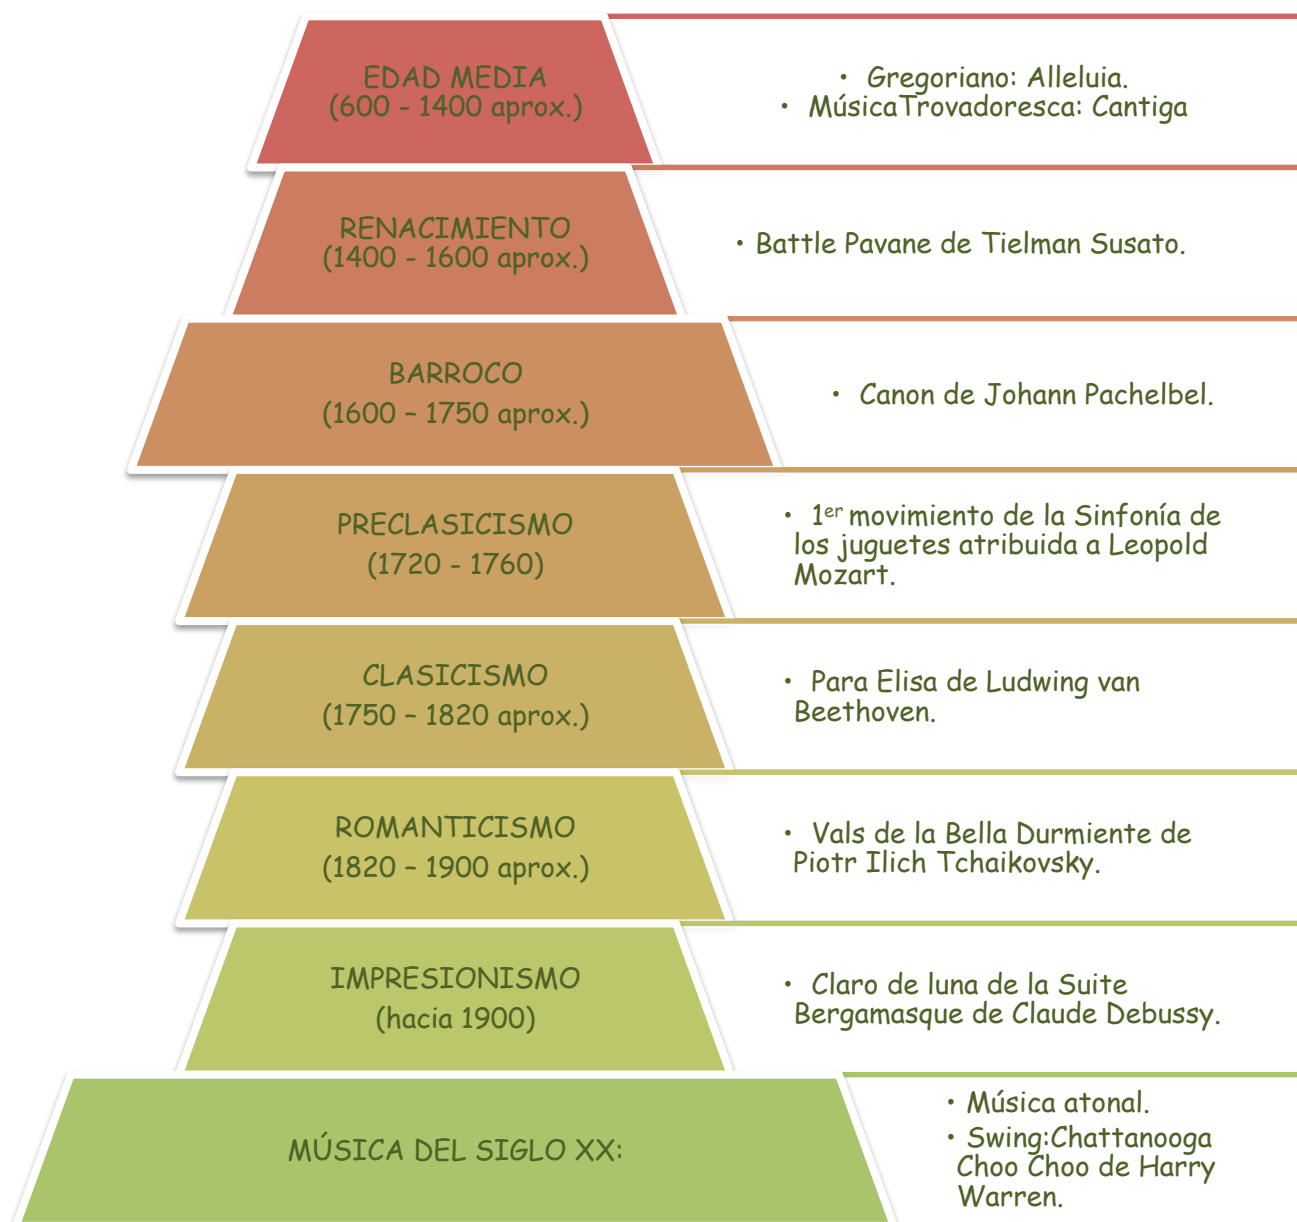 EDAD MEDIA
(600 - 1400 aprox.)
• Gregoriano: Alleluia.
• MúsicaTrovadoresca: Cantiga
RENACIMIENTO
(1400 - 1600 aprox.)
• Battle Pavane de Tielman Susato.
BARROCO
(1600 – 1750 aprox.)
• Canon de Johann Pachelbel.
PRECLASICISMO
(1720 - 1760)
• 1er movimiento de la Sinfonía de
los juguetes atribuida a Leopold
Mozart.
CLASICISMO
(1750 – 1820 aprox.)
• Para Elisa de Ludwing van
Beethoven.
ROMANTICISMO
(1820 – 1900 aprox.)
• Vals de la Bella Durmiente de
Piotr Ilich Tchaikovsky.
IMPRESIONISMO
(hacia 1900)
• Claro de luna de la Suite
Bergamasque de Claude Debussy.
MÚSICA DEL SIGLO XX:
• Música atonal.
• Swing:Chattanooga
Choo Choo de Harry
Warren.